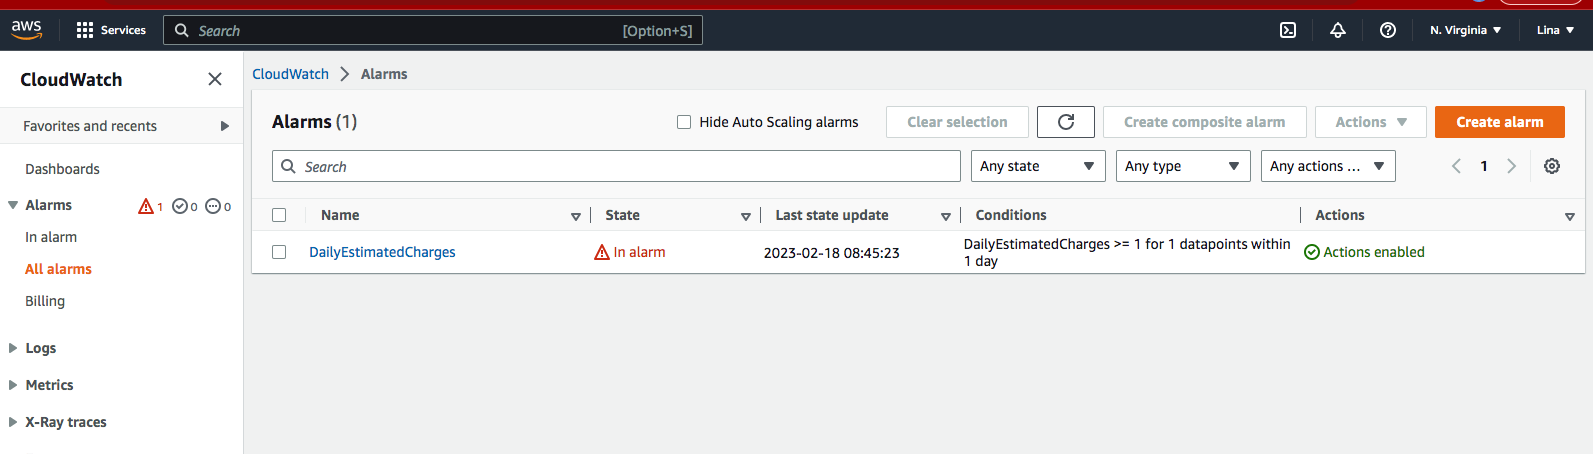 aws
Services
Search
[Option+S]
N. Virginia
Lina
CloudWatch
Favorites and recents
Dashboards
Alarms
1
0
0
In alarm
All alarms
Billing
Logs
Metrics
X-Ray traces
CloudWatch
Alarms
Alarms (1)
Hide Auto Scaling alarms
Clear selection
Create composite alarm
Actions
Create alarm
Search
Any state
Any type
Any actions ...
1
Name
State
Last state update
Conditions
Actions
DailyEstimatedCharges
In alarm
2023-02-18 08:45:23
DailyEstimatedCharges >= 1 for 1 datapoints within
1 day
Actions enabled